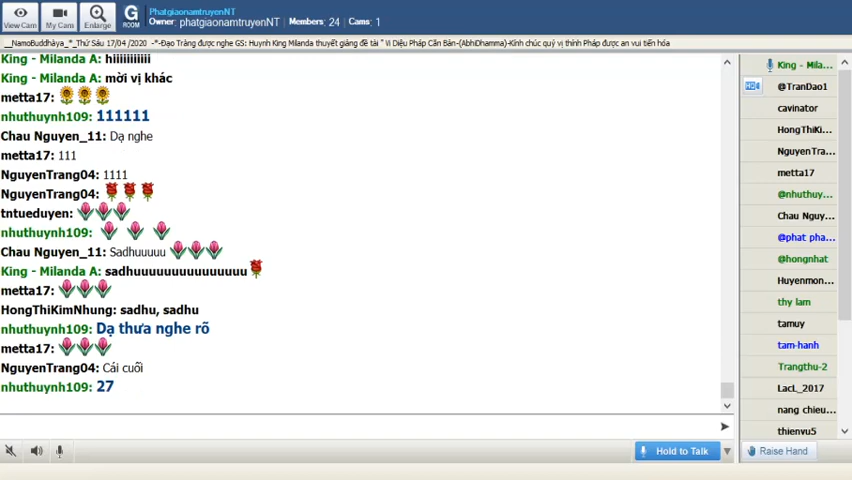 View Cam
My Cam
Enlarge
G
ROOM
PhatgiaonamtruyenNT
Owner: phatgiaonamtruyenNT Members: 24 Cams: 1
__NamoBuddhàya_*_Thứ Sáu 17/04 /2020 -*-Đạo Tràng được nghe GS: Huynh King Milanda thuyết giảng đề tài " Vi Diệu Pháp Căn Bản-(AbhiDhamma)-Kính chúc quý vị thính Pháp được an vui tiến hóa
King - Milanda A: hiiiiiiiiiii
King - Milanda A: mời vị khác
metta17:
nhuthuynh109: 111111
Chau Nguyen_11: Dạ nghe
metta17: 111
NguyenTrang04: 1111
NguyenTrang04:
tntueduyen:
nhuthuynh109:
Chau Nguyen_11: Sadhuuuuu
King - Milanda A: sadhuuuuuuuuuuuuuuu
metta17:
HongThiKimNhung: sadhu, sadhu
nhuthuynh109: Dạ thưa nghe rõ
metta17:
NguyenTrang04: Cái cuối
nhuthuynh109: 27
King - Mila...
@TranDao1
cavinator
HongThiKim...
NguyenTra...
metta17
@nhuthuy...
Chau Nguy...
@phat pha...
@hongnhat
Huyenmon...
thy lam
tamuy
tam-hanh
Trangthu-2
LacL_2017
nang chieu...
thienvu5
Hold to Talk
Raise Hand